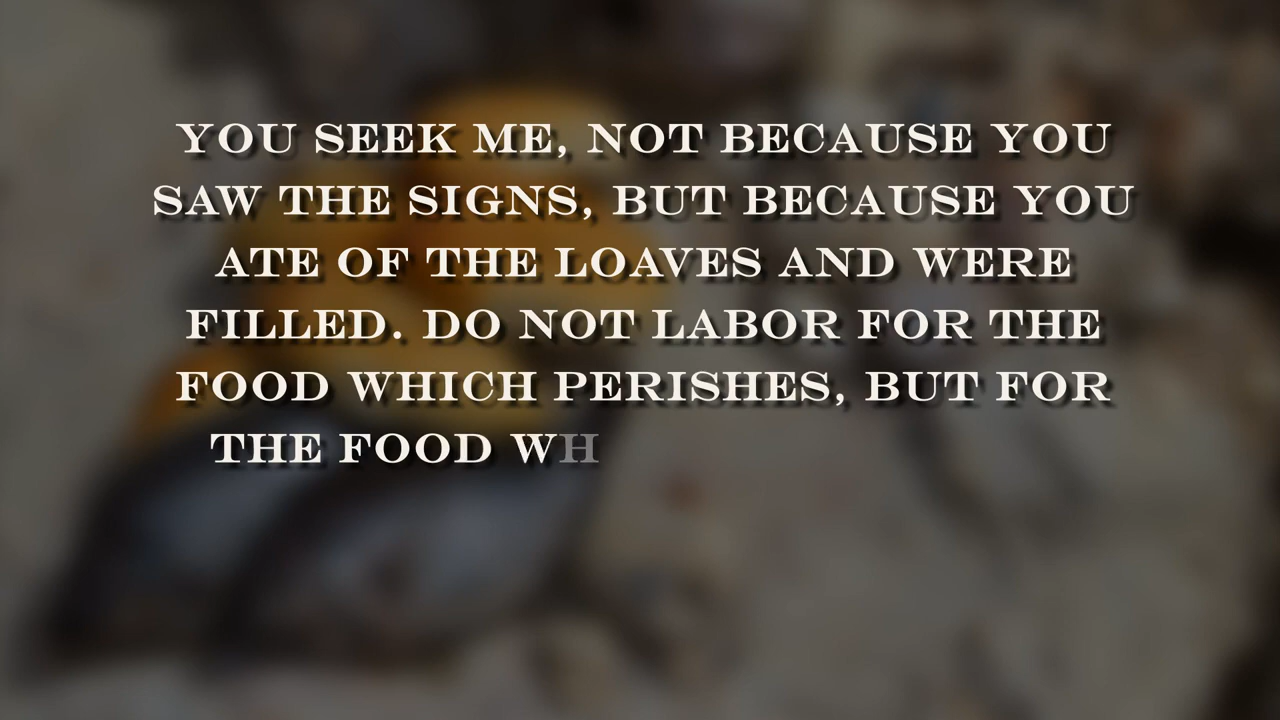 YOU SEEK ME, NOT BECAUSE YOU
SAW THE SIGNS, BUT BECAUSE YOU
ATE OF THE LOAVES AND WERE
FILLED. DO NOT LABOR FOR THE
FOOD WHICH PERISHES, BUT FOR
THE FOOD WH